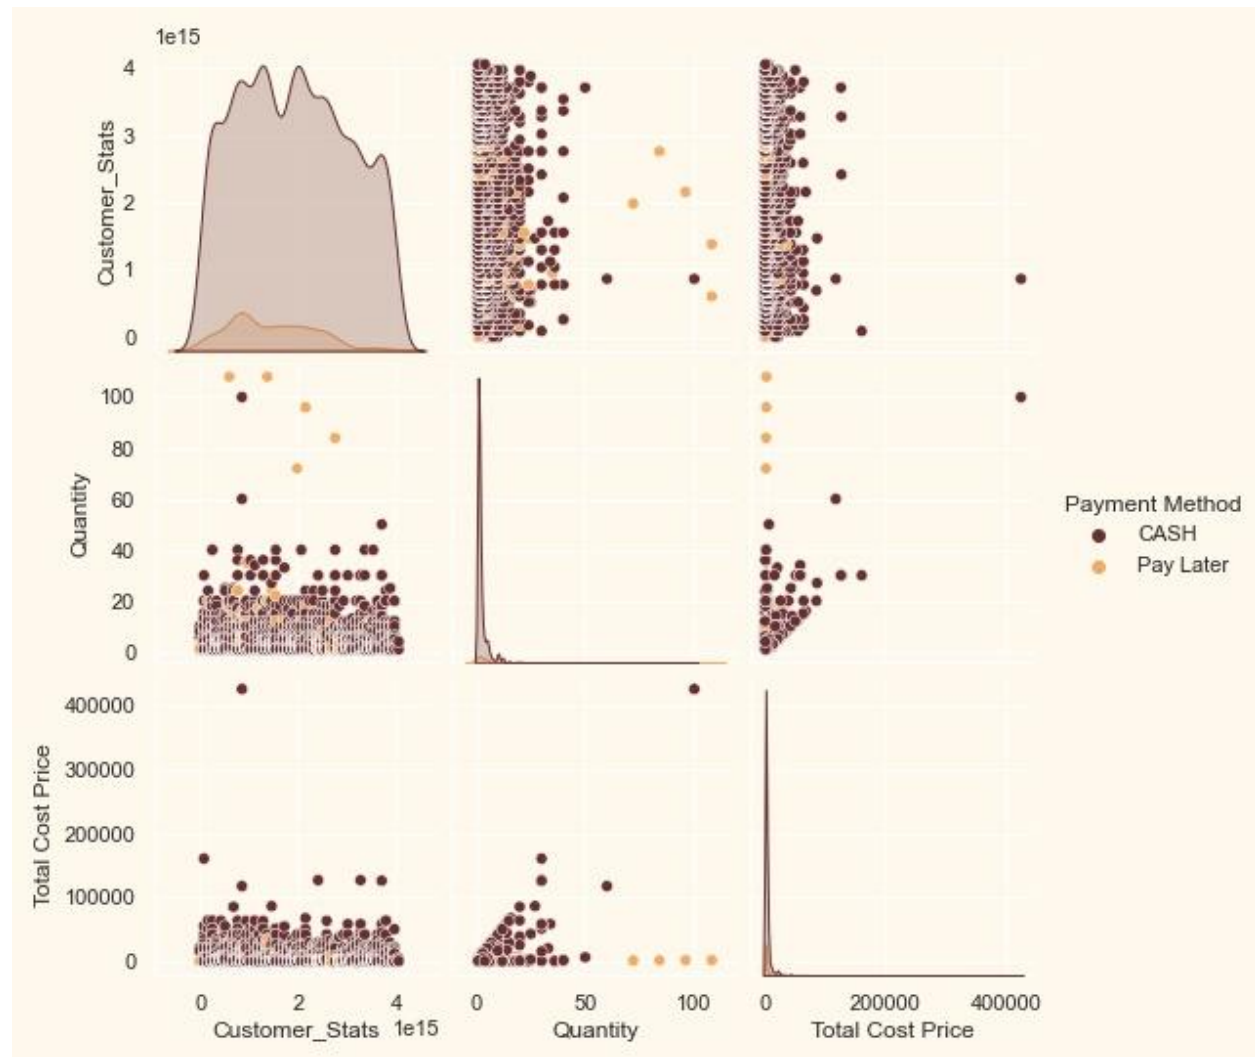 1e15
4
3
2
1
0
Customer_Stats
100
80
60
40
20
0
Quantity
Payment Method
CASH
Pay Later
400000
300000
200000
100000
0
Total Cost Price
0 2 4
Customer_Stats 1e15
0 50 100
Quantity
0 200000 400000
Total Cost Price